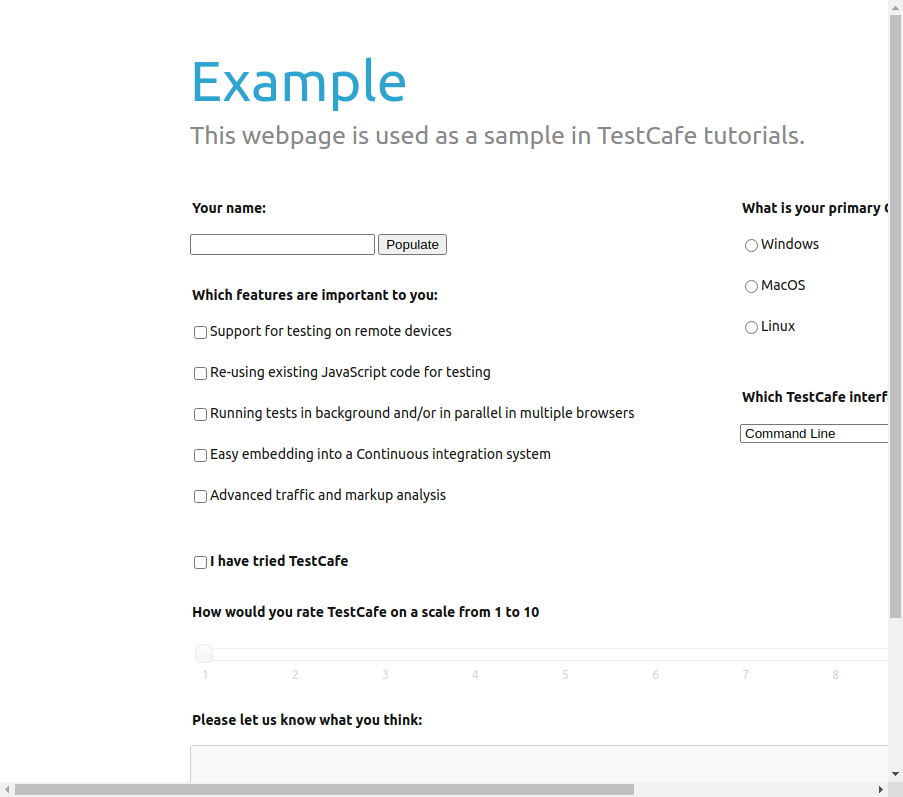 Example
This webpage is used as a sample in TestCafe tutorials.
Your name:
Populate
Which features are important to you:
Support for testing on remote devices
Re-using existing JavaScript code for testing
Running tests in background and/or in parallel in multiple browsers
Easy embedding into a Continuous integration system
Advanced traffic and markup analysis
I have tried TestCafe
How would you rate TestCafe on a scale from 1 to 10
1 2 3 4 5 6 7 8
Please let us know what you think:
What is your primary
Windows
MacOS
Linux
Which TestCafe interf
Command Line